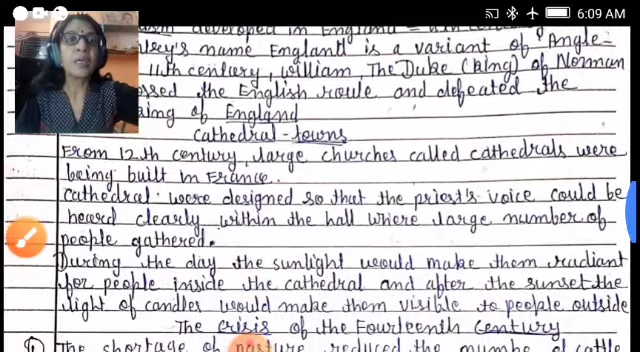 6:09 AM
developed in England
ley's name England is a variant of "Angle-
11th century, William, The Duke (king) of Norman
ossed the English route and defeated the
king of England
Cathedral-towns
From 12th century, large churches called cathedrals were
being built in France.
Cathedral were designed so that the priest's voice could be
heard clearly within the hall where large number of
people gathered.
During the day the sunlight would make them radiant
for people inside the cathedral and after the sunset the
light of candles would make them visible to people outside
The crisis of the Fourteenth Century
The shortage of pasture reduced the number of cattle